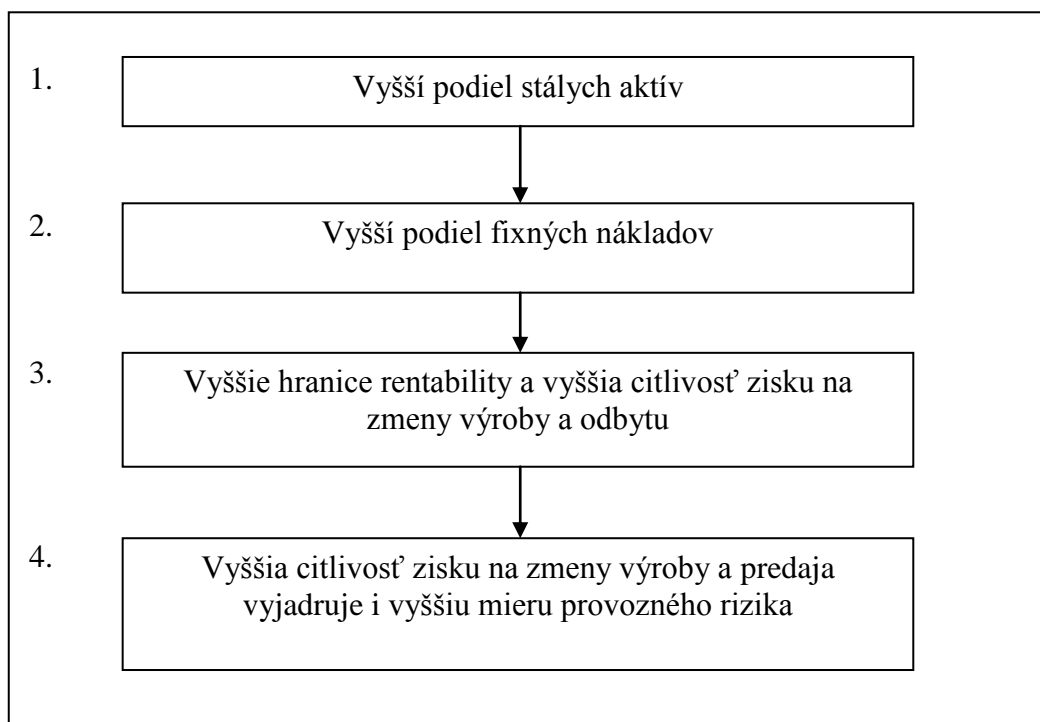 1.
Vyšší podiel stálych aktív
2.
Vyšší podiel fixných nákladov
3.
Vyššie hranice rentability a vyššia citlivosť zisku na
zmeny výroby a odbytu
4.
Vyššia citlivosť zisku na zmeny výroby a predaja
vyjadruje i vyššiu mieru provozného rizika